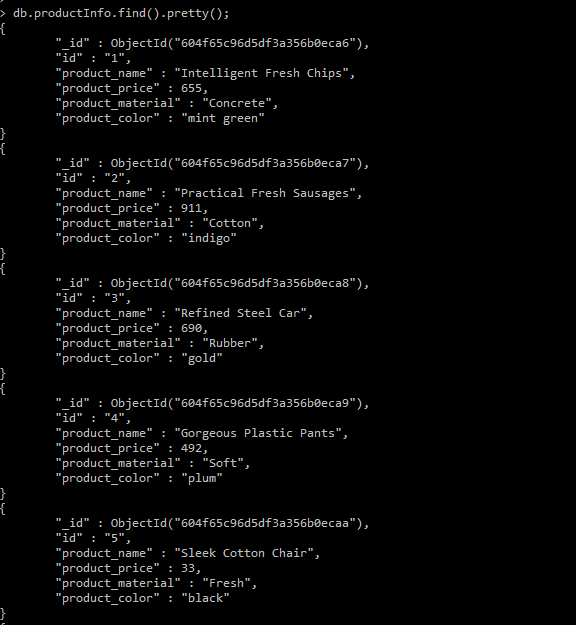 > db.productInfo.find().pretty();
{
"_id" : ObjectId("604f65c96d5df3a356b0eca6"),
"id" : "1",
"product_name" : "Intelligent Fresh Chips",
"product_price" : 655,
"product_material" : "Concrete",
"product_color" : "mint green"
}
{
"_id" : ObjectId("604f65c96d5df3a356b0eca7"),
"id" : "2",
"product_name" : "Practical Fresh Sausages",
"product_price" : 911,
"product_material" : "Cotton",
"product_color" : "indigo"
}
{
"_id" : ObjectId("604f65c96d5df3a356b0eca8"),
"id" : "3",
"product_name" : "Refined Steel Car",
"product_price" : 690,
"product_material" : "Rubber",
"product_color" : "gold"
}
{
"_id" : ObjectId("604f65c96d5df3a356b0eca9"),
"id" : "4",
"product_name" : "Gorgeous Plastic Pants",
"product_price" : 492,
"product_material" : "Soft",
"product_color" : "plum"
}
{
"_id" : ObjectId("604f65c96d5df3a356b0ecaa"),
"id" : "5",
"product_name" : "Sleek Cotton Chair",
"product_price" : 33,
"product_material" : "Fresh",
"product_color" : "black"
}